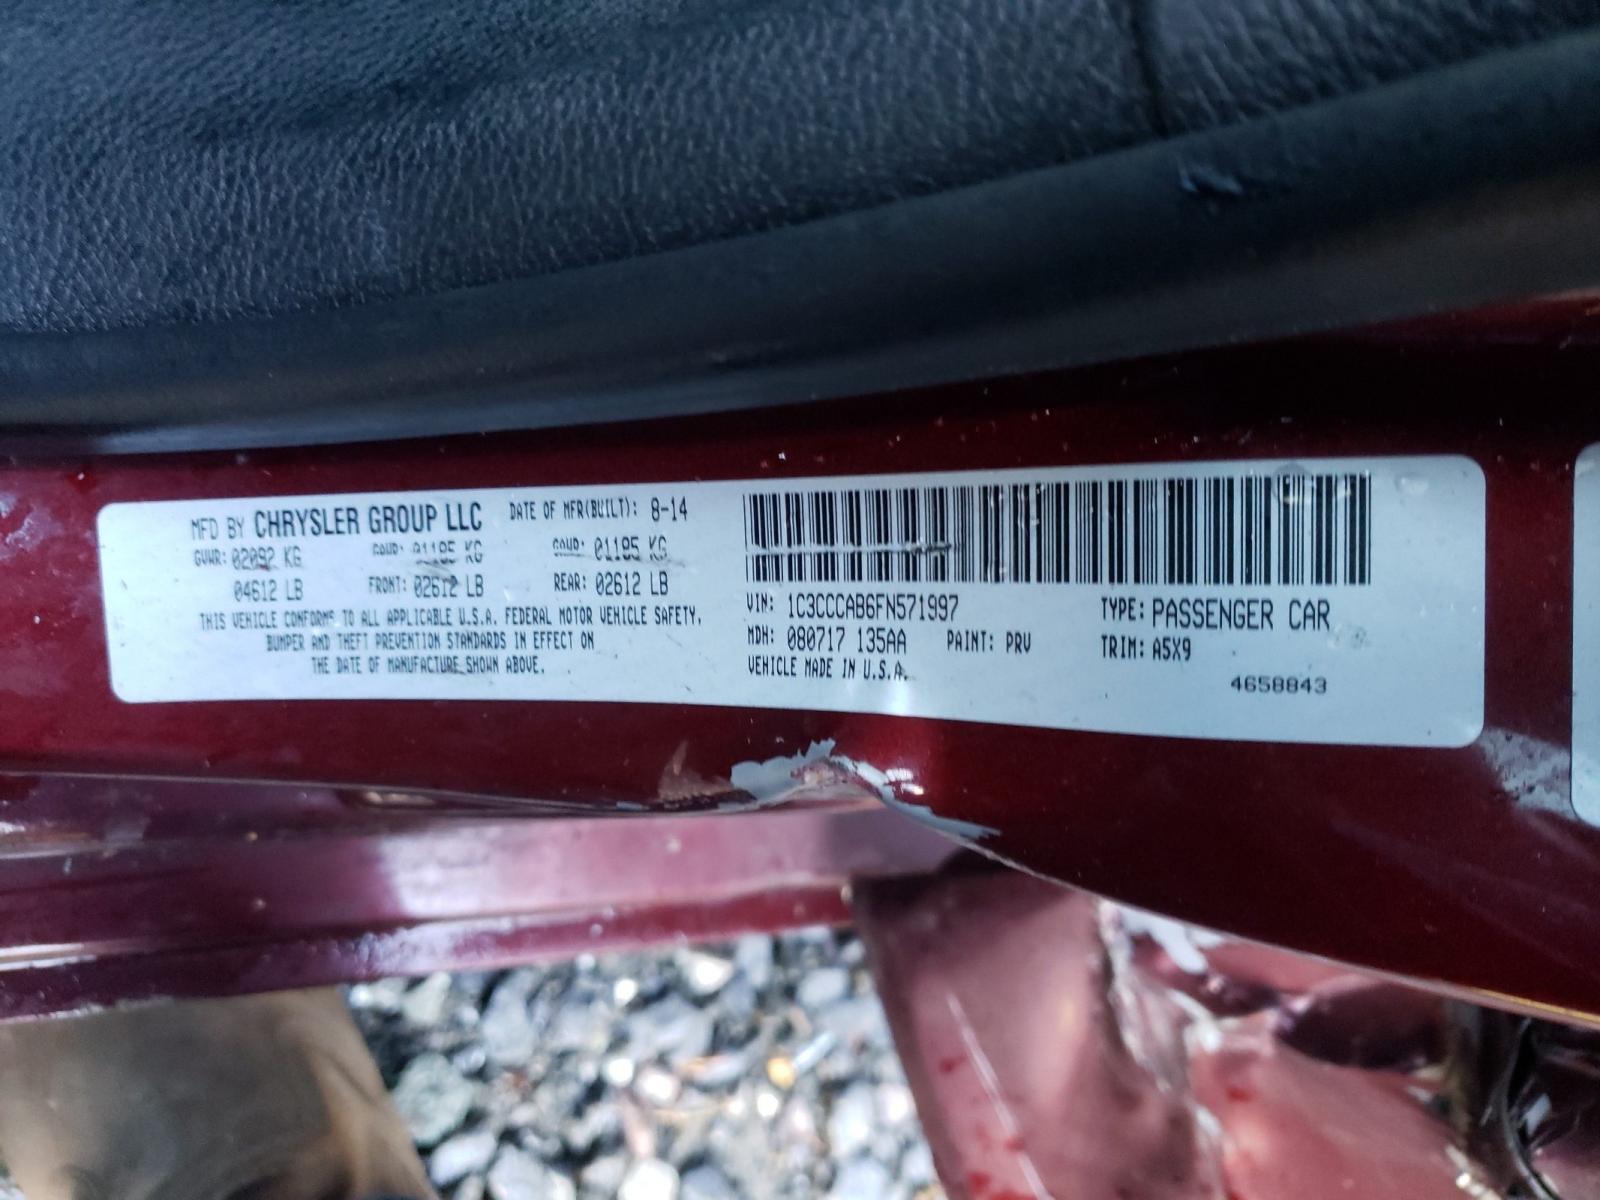 MFD BY CHRYSLER GROUP LLC DATE OF MFR(BUILT): 8-14
GVWR: 02092 KG GAWR: 01185 KG GAWR: 01185 KG
04612 LB FRONT: 02612 LB REAR: 02612 LB
THIS VEHICLE CONFORMS TO ALL APPLICABLE U.S.A. FEDERAL MOTOR VEHICLE SAFETY,
BUMPER AND THEFT PREVENTION STANDARDS IN EFFECT ON
THE DATE OF MANUFACTURE SHOWN ABOVE.
VIN: 1C3CCCAB6FN571997 TYPE: PASSENGER CAR
MDH: 080717 135AA PAINT: PRV TRIM: A5X9
VEHICLE MADE IN U.S.A.
4658843